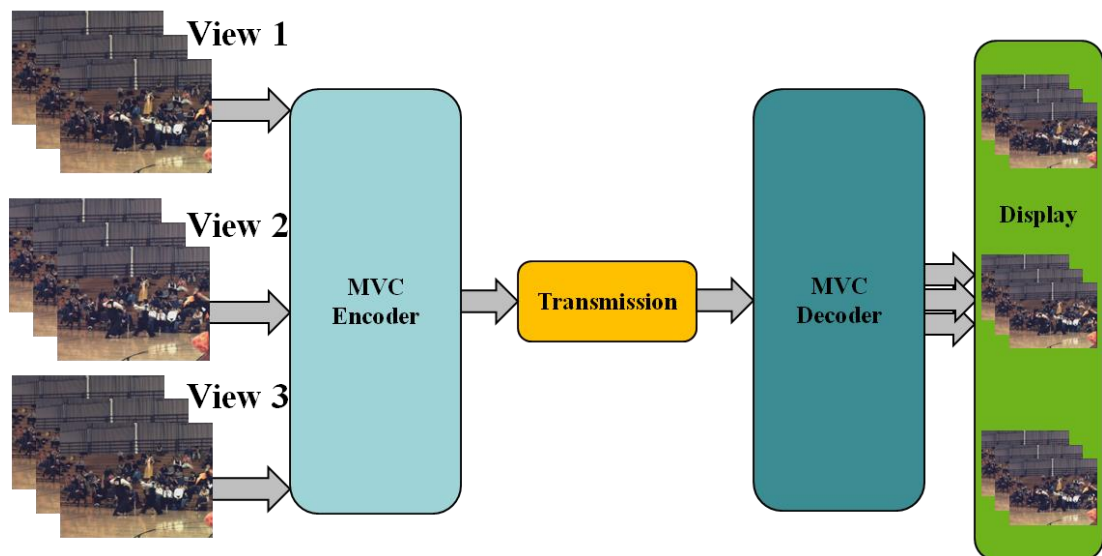 View 1
View 2
View 3
MVC
Encoder
Transmission
MVC
Decoder
Display